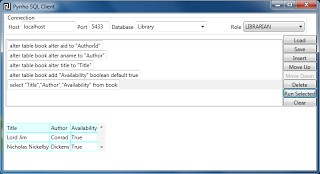 Pyrrho SQL Client
Connection
Host localhost Port 5433 Database Library Role LIBRARIAN
alter table book alter aid to "AuthorId"
alter table book alter aname to "Author"
alter table book alter title to "Title"
alter table book add "Availability" boolean default true
select "Title","Author","Availability" from book
Load
Save
Insert
Move Up
Move Down
Delete
Run Selected
Clear
Title Author Availability
Lord Jim Conrad True
Nicholas Nickelby Dickens True